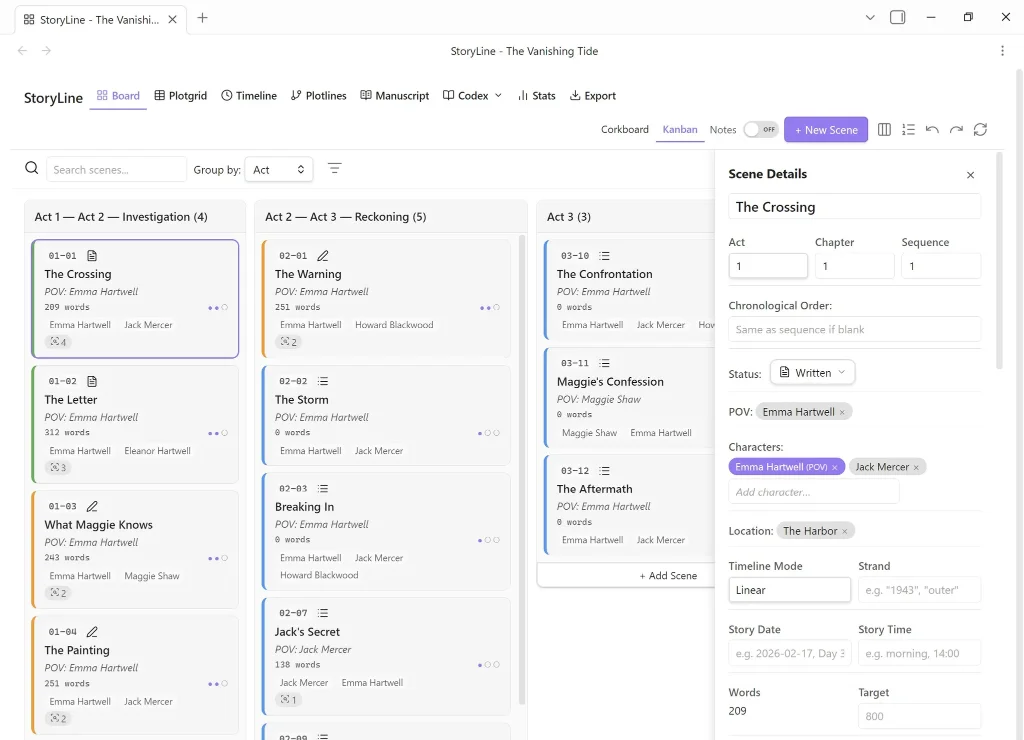 StoryLine - The Vanishi...
StoryLine - The Vanishing Tide
StoryLine
Board
Plotgrid
Timeline
Plotlines
Manuscript
Codex
Stats
Export
Corkboard
Kanban
Notes
OFF
+ New Scene
Search scenes...
Group by:
Act
Act 1 — Act 2 — Investigation (4)
01-01
The Crossing
POV: Emma Hartwell
209 words
Emma Hartwell Jack Mercer
4
01-02
The Letter
POV: Emma Hartwell
312 words
Emma Hartwell Eleanor Hartwell
3
01-03
What Maggie Knows
POV: Emma Hartwell
243 words
Emma Hartwell Maggie Shaw
2
01-04
The Painting
POV: Emma Hartwell
251 words
Emma Hartwell Jack Mercer
2
Act 2 — Act 3 — Reckoning (5)
02-01
The Warning
POV: Emma Hartwell
251 words
Emma Hartwell Howard Blackwood
2
02-02
The Storm
POV: Emma Hartwell
0 words
Emma Hartwell Jack Mercer
02-03
Breaking In
POV: Emma Hartwell
0 words
Emma Hartwell Jack Mercer
Howard Blackwood
02-07
Jack's Secret
POV: Jack Mercer
138 words
Jack Mercer Emma Hartwell
1
02-09
Act 3 (3)
03-10
The Confrontation
POV: Emma Hartwell
0 words
Emma Hartwell Jack Mercer How
03-11
Maggie's Confession
POV: Maggie Shaw
0 words
Maggie Shaw Emma Hartwell
03-12
The Aftermath
POV: Emma Hartwell
0 words
Emma Hartwell Jack Mercer
+ Add Scene
Scene Details
The Crossing
Act Chapter Sequence
1 1 1
Chronological Order:
Same as sequence if blank
Status: Written
POV: Emma Hartwell ×
Characters:
Emma Hartwell (POV) × Jack Mercer ×
Add character...
Location: The Harbor ×
Timeline Mode Strand
Linear e.g. "1943", "outer"
Story Date Story Time
e.g. 2026-02-17, Day 3 e.g. morning, 14:00
Words Target
209 800